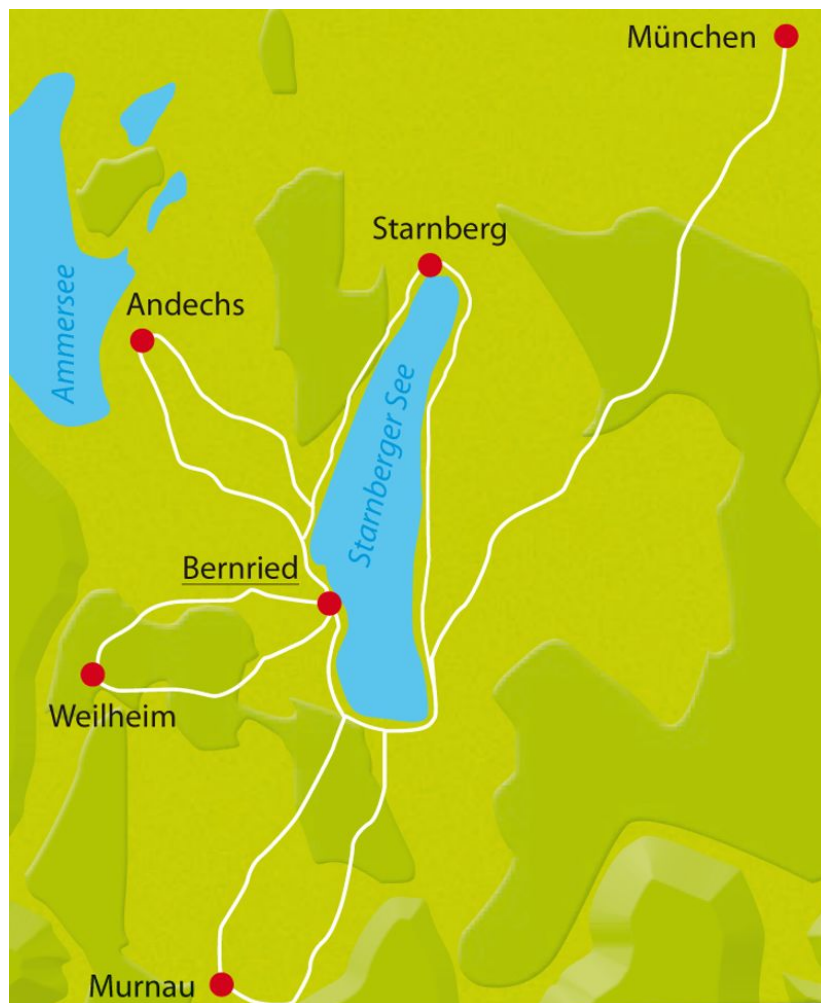 München
Starnberg
Andechs
Ammersee
Starnberger See
Bernried
Weilheim
Murnau